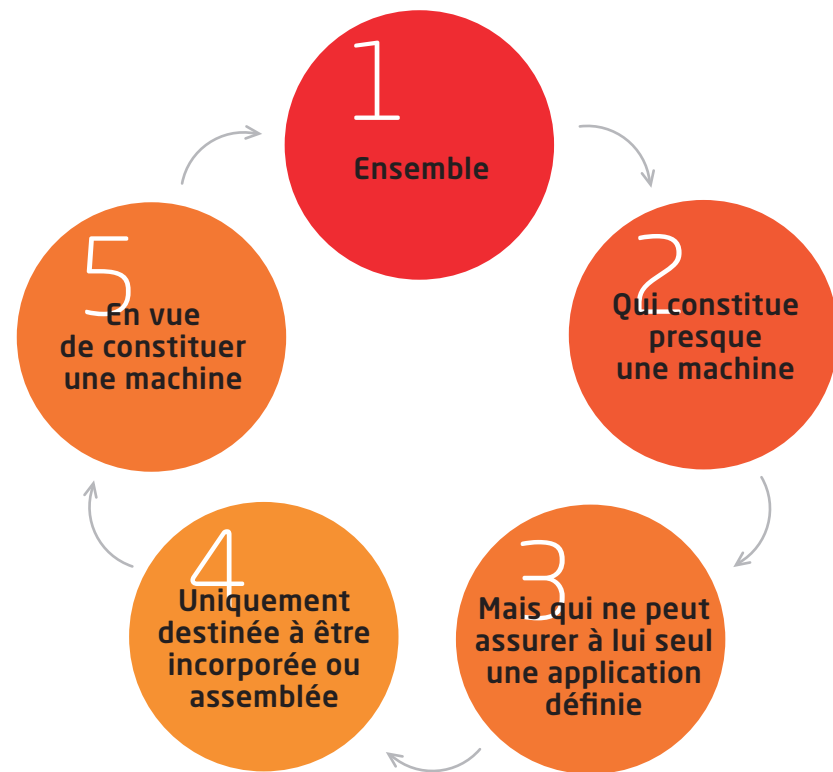 1
Ensemble
2
Qui constitue
presque
une machine
3
Mais qui ne peut
assurer à lui seul
une application
définie
4
Uniquement
destinée à être
incorporée ou
assemblée
5
En vue
de constituer
une machine